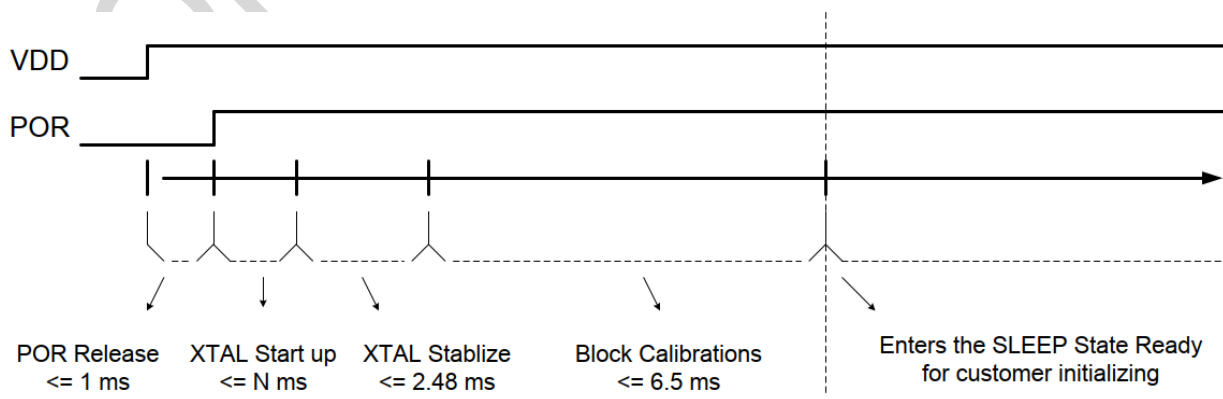 VDD
POR
POR Release
<= 1 ms
XTAL Start up
<= N ms
XTAL Stablize
<= 2.48 ms
Block Calibrations
<= 6.5 ms
Enters the SLEEP State Ready
for customer initializing